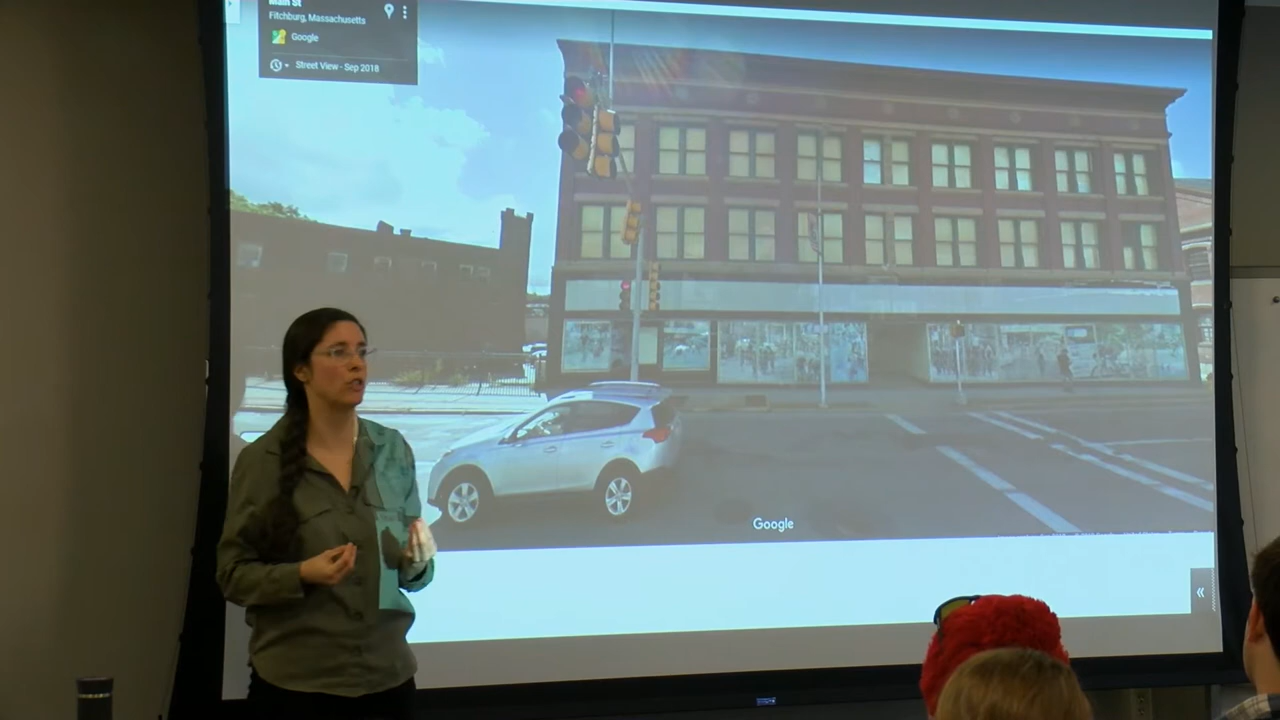 Main St
Fitchburg, Massachusetts
Google
Street View - Sep 2018
Google
«